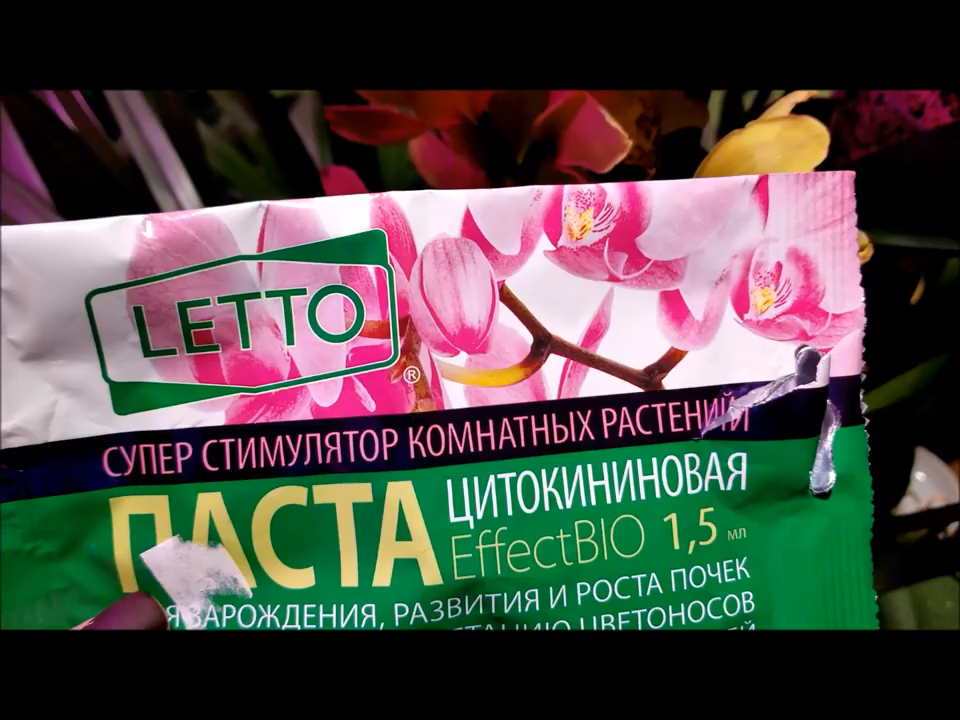 LETTO
®
СУПЕР СТИМУЛЯТОР КОМНАТНЫХ РАСТЕНИЙ
ПАСТА ЦИТОКИНИНОВАЯ
EffectBIO 1,5 мл
ЗАРОЖДЕНИЯ, РАЗВИТИЯ И РОСТА ПОЧЕК
ЦВЕТОНОСОВ